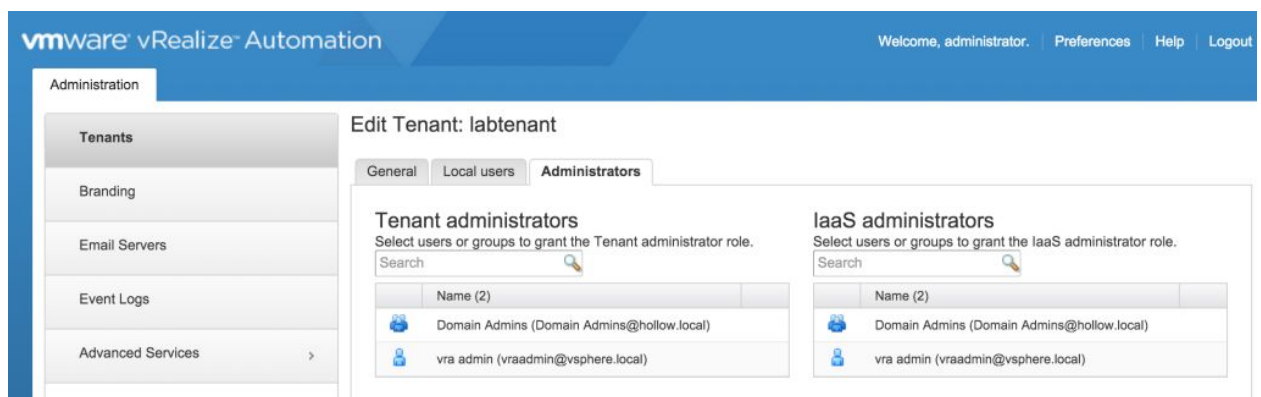 vmware vRealize Automation
Welcome, administrator. Preferences Help Logout
Administration
Tenants
Branding
Email Servers
Event Logs
Advanced Services >
Edit Tenant: labtenant
General Local users Administrators
Tenant administrators
Select users or groups to grant the Tenant administrator role.
Search
Name (2)
Domain Admins (Domain Admins@hollow.local)
vra admin (vraadmin@vsphere.local)
IaaS administrators
Select users or groups to grant the IaaS administrator role.
Search
Name (2)
Domain Admins (Domain Admins@hollow.local)
vra admin (vraadmin@vsphere.local)